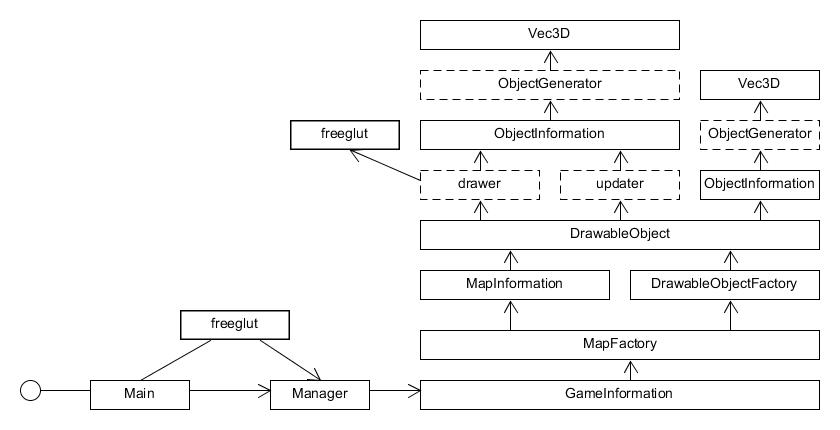 Vec3D
ObjectGenerator
Vec3D
freeglut
ObjectInformation
ObjectGenerator
drawer
updater
ObjectInformation
DrawableObject
MapInformation
DrawableObjectFactory
freeglut
MapFactory
Main
Manager
GameInformation